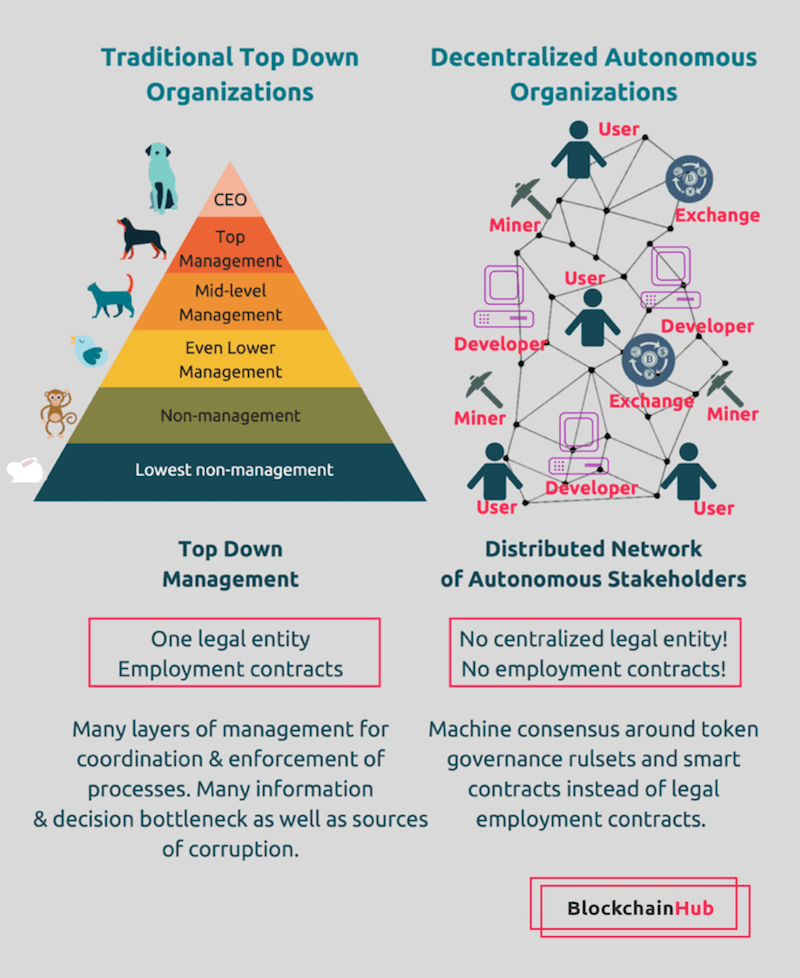 Traditional Top Down
Organizations
CEO
Top
Management
Mid-level
Management
Even Lower
Management
Non-management
Lowest non-management
Top Down
Management
One legal entity
Employment contracts
Many layers of management for
coordination & enforcement of
processes. Many information
& decision bottleneck as well as sources
of corruption.
Decentralized Autonomous
Organizations
User
Exchange
Miner
User
Developer
Developer
Exchange
Miner
Miner
Developer
User
User
Distributed Network
of Autonomous Stakeholders
No centralized legal entity!
No employment contracts!
Machine consensus around token
governance rulsets and smart
contracts instead of legal
employment contracts.
BlockchainHub